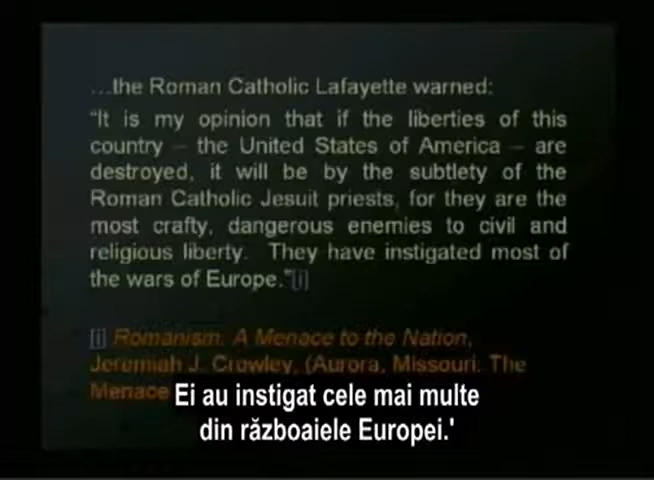 ...the Roman Catholic Lafayette warned:
"It is my opinion that if the liberties of this
country – the United States of America – are
destroyed, it will be by the subtlety of the
Roman Catholic Jesuit priests, for they are the
most crafty, dangerous enemies to civil and
religious liberty. They have instigated most of
the wars of Europe."[i]
[i] Romanism: A Menace to the Nation,
Jeremiah J. Crowley, (Aurora, Missouri: The
Menace
Ei au instigat cele mai multe
din războaiele Europei.'